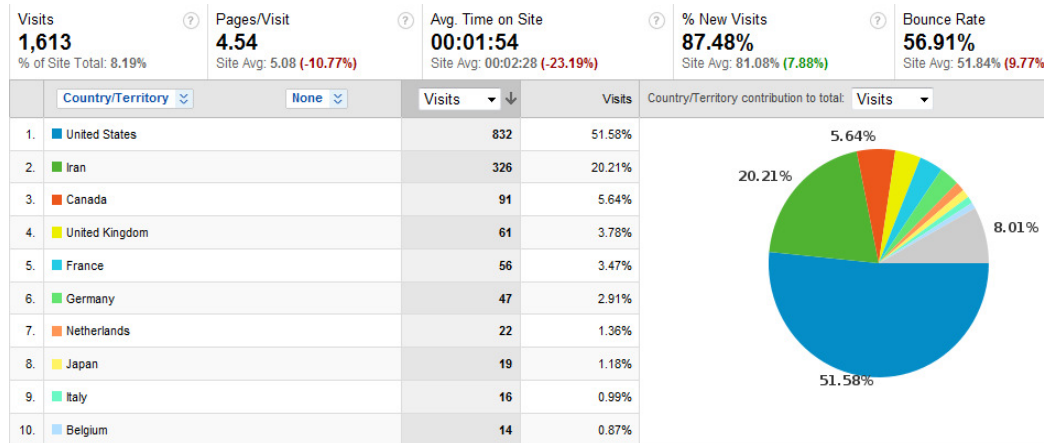 Visits ?
1,613
% of Site Total: 8.19%
Pages/Visit ?
4.54
Site Avg: 5.08 (-10.77%)
Avg. Time on Site ?
00:01:54
Site Avg: 00:02:28 (-23.19%)
% New Visits ?
87.48%
Site Avg: 81.08% (7.88%)
Bounce Rate
56.91%
Site Avg: 51.84% (9.77%
Country/Territory None Visits Visits Country/Territory contribution to total: Visits
1. United States 832 51.58%
2. Iran 326 20.21%
3. Canada 91 5.64%
4. United Kingdom 61 3.78%
5. France 56 3.47%
6. Germany 47 2.91%
7. Netherlands 22 1.36%
8. Japan 19 1.18%
9. Italy 16 0.99%
10. Belgium 14 0.87%
5.64%
20.21%
8.01%
51.58%